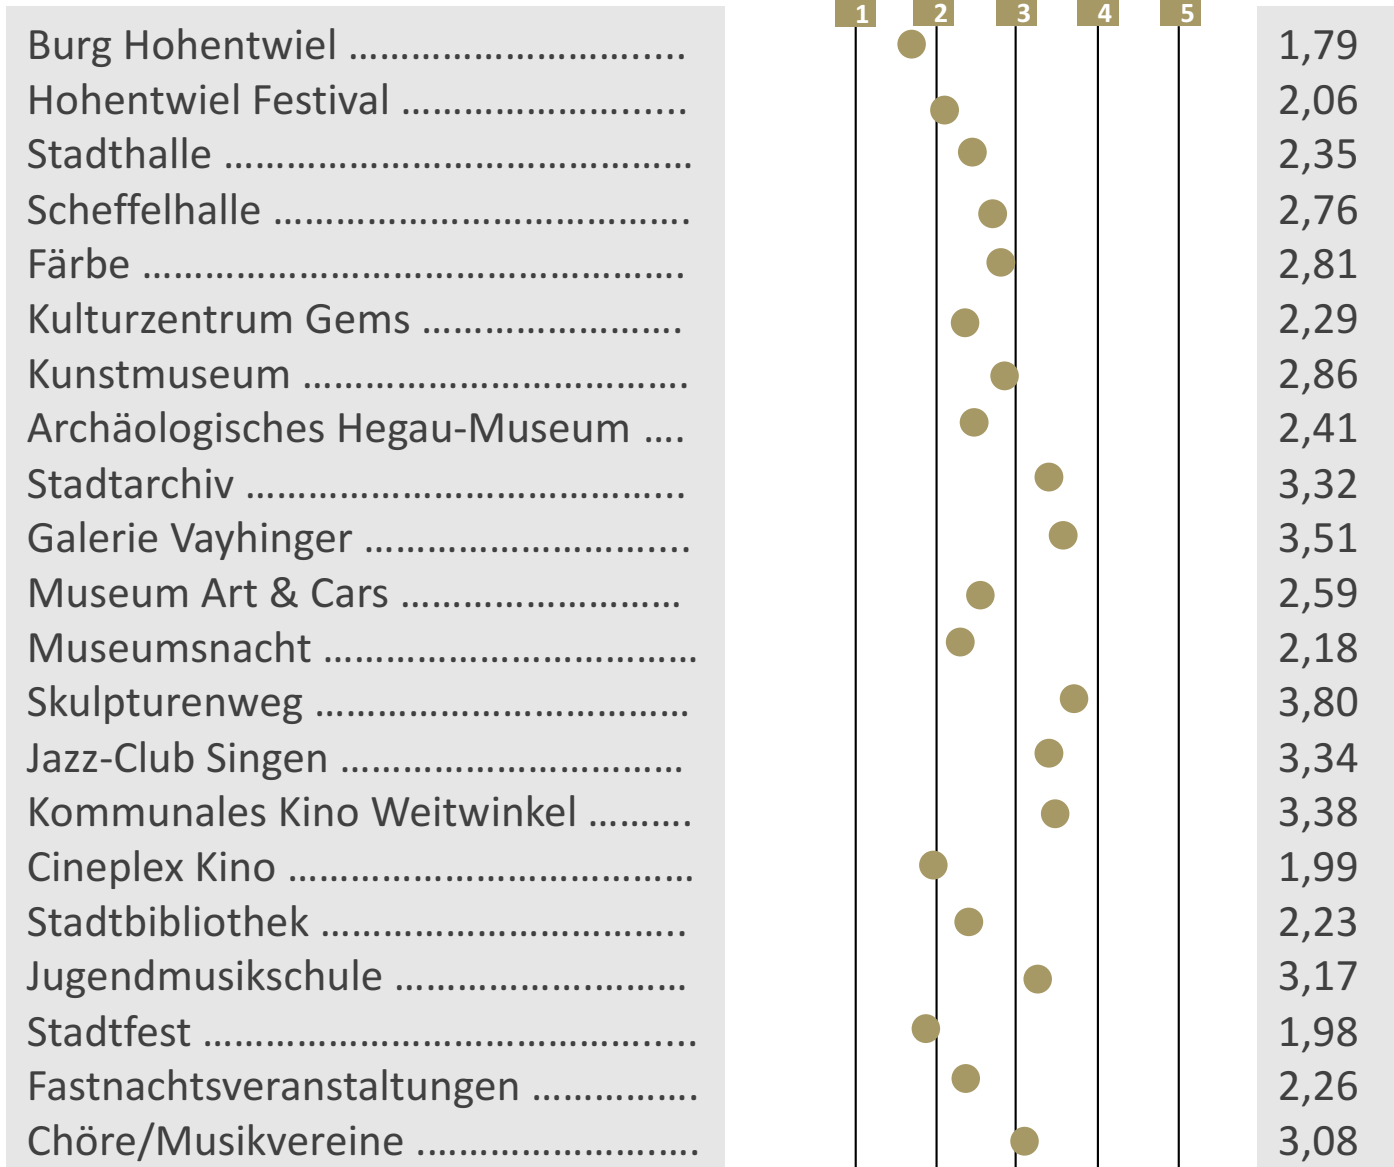 1 2 3 4 5
Burg Hohentwiel ................................ 1,79
Hohentwiel Festival ............................ 2,06
Stadthalle ............................................. 2,35
Scheffelhalle ........................................ 2,76
Färbe .................................................... 2,81
Kulturzentrum Gems ......................... 2,29
Kunstmuseum ..................................... 2,86
Archäologisches Hegau-Museum .... 2,41
Stadtarchiv .......................................... 3,32
Galerie Vayhinger ............................... 3,51
Museum Art & Cars ........................... 2,59
Museumsnacht .................................... 2,18
Skulpturenweg .................................... 3,80
Jazz-Club Singen ................................. 3,34
Kommunales Kino Weitwinkel .......... 3,38
Cineplex Kino ....................................... 1,99
Stadtbibliothek ................................... 2,23
Jugendmusikschule ............................ 3,17
Stadtfest ............................................... 1,98
Fastnachtsveranstaltungen ................ 2,26
Chöre/Musikvereine ........................... 3,08